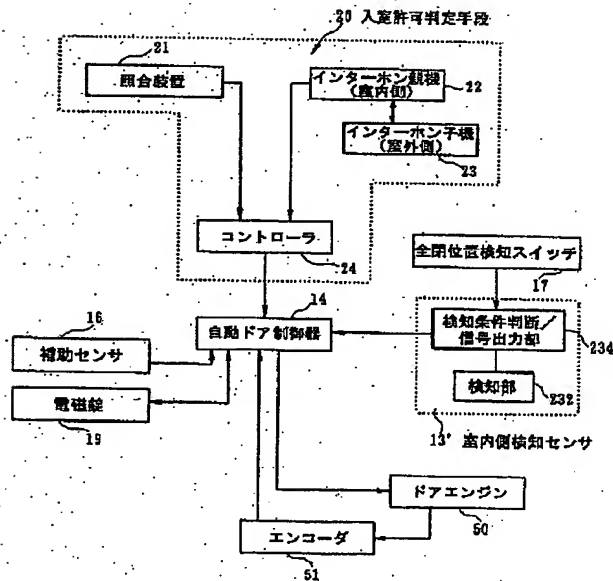 20 入室許可判定手段
21
照合装置
インターホン親機
(室内側)
22
インターホン子機
(室外側)
23
コントローラ
24
全閉位置検知スイッチ
17
14
自動ドア制御器
16
補助センサ
検知条件判断/
信号出力部
234
検知部
232
電磁錠
19
13' 室内側検知センサ
ドアエンジン
50
エンコーダ
51